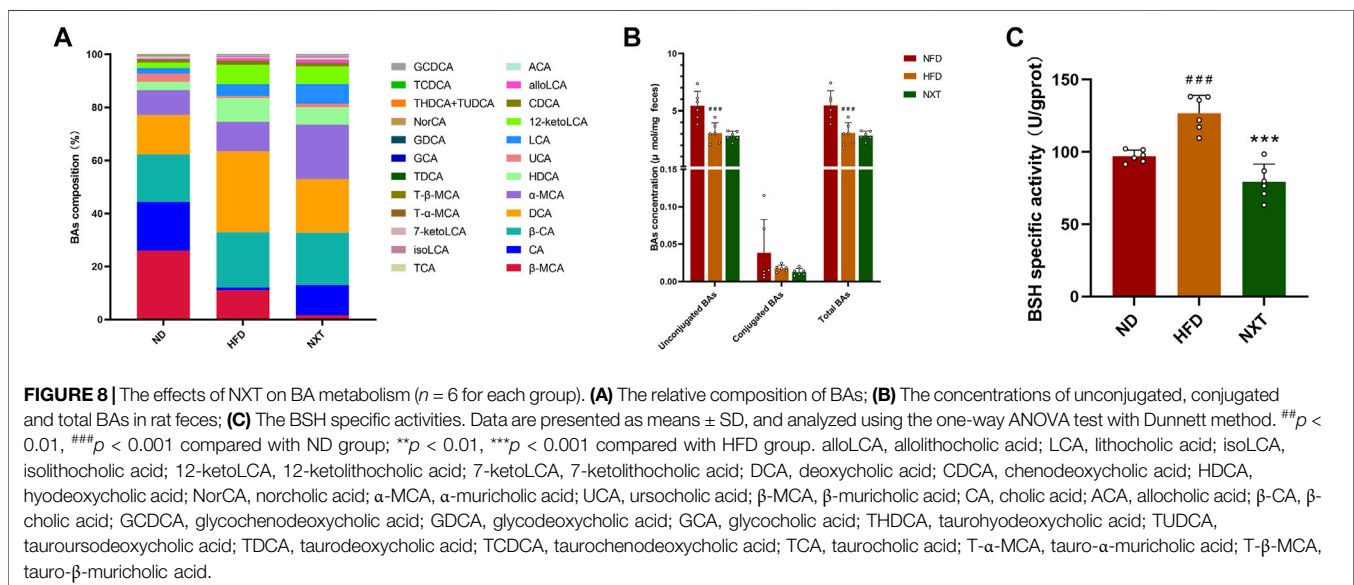 A
BAs composition (%)
100
80
60
40
20
0
ND
HFD
NXT
GCDCA
TCDCA
THDCA+TUDCA
NorCA
GDCA
GCA
TDCA
T-β-MCA
T-α-MCA
7-ketoLCA
isoLCA
TCA
ACA
alloLCA
CDCA
12-ketoLCA
LCA
UCA
HDCA
α-MCA
DCA
β-CA
CA
β-MCA
B
BAs concentration (μ mol/mg feces)
10
5
0.15
0.10
0.05
0.00
###
###
Unconjugated BAs
Conjugated BAs
Total BAs
NFD
HFD
NXT
C
BSH specific activity (U/gprot)
150
100
50
0
###
***
ND
HFD
NXT
FIGURE 8 | The effects of NXT on BA metabolism (n = 6 for each group). (A) The relative composition of BAs; (B) The concentrations of unconjugated, conjugated
and total BAs in rat feces; (C) The BSH specific activities. Data are presented as means ± SD, and analyzed using the one-way ANOVA test with Dunnett method. ##p <
0.01, ###p < 0.001 compared with ND group; **p < 0.01, ***p < 0.001 compared with HFD group. alloLCA, allolithocholic acid; LCA, lithocholic acid; isoLCA,
isolithocholic acid; 12-ketoLCA, 12-ketolithocholic acid; 7-ketoLCA, 7-ketolithocholic acid; DCA, deoxycholic acid; CDCA, chenodeoxycholic acid; HDCA,
hyodeoxycholic acid; NorCA, norcholic acid; α-MCA, α-muricholic acid; UCA, ursocholic acid; β-MCA, β-muricholic acid; CA, cholic acid; ACA, allocholic acid; β-CA, β-
cholic acid; GCDCA, glycochenodeoxycholic acid; GDCA, glycodeoxycholic acid; GCA, glycocholic acid; THDCA, taurohyodeoxycholic acid; TUDCA,
tauroursodeoxycholic acid; TDCA, taurodeoxycholic acid; TCDCA, taurochenodeoxycholic acid; TCA, taurocholic acid; T-α-MCA, tauro-α-muricholic acid; T-β-MCA,
tauro-β-muricholic acid.